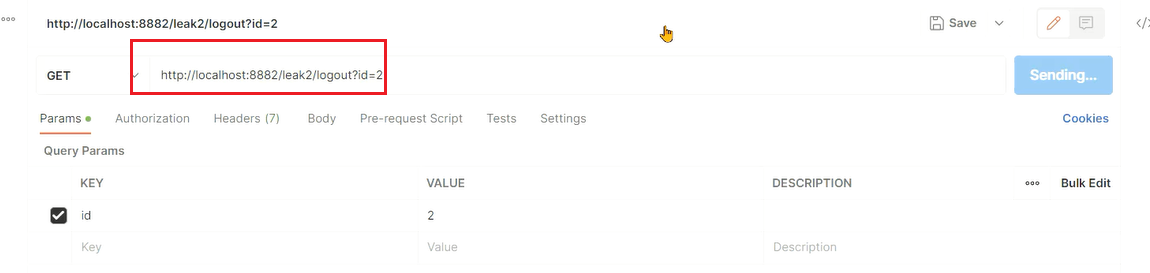 http://localhost:8882/leak2/logout?id=2 Save
GET http://localhost:8882/leak2/logout?id=2 Sending...
Params Authorization Headers (7) Body Pre-request Script Tests Settings Cookies
Query Params
KEY VALUE DESCRIPTION Bulk Edit
id 2
Key Value Description